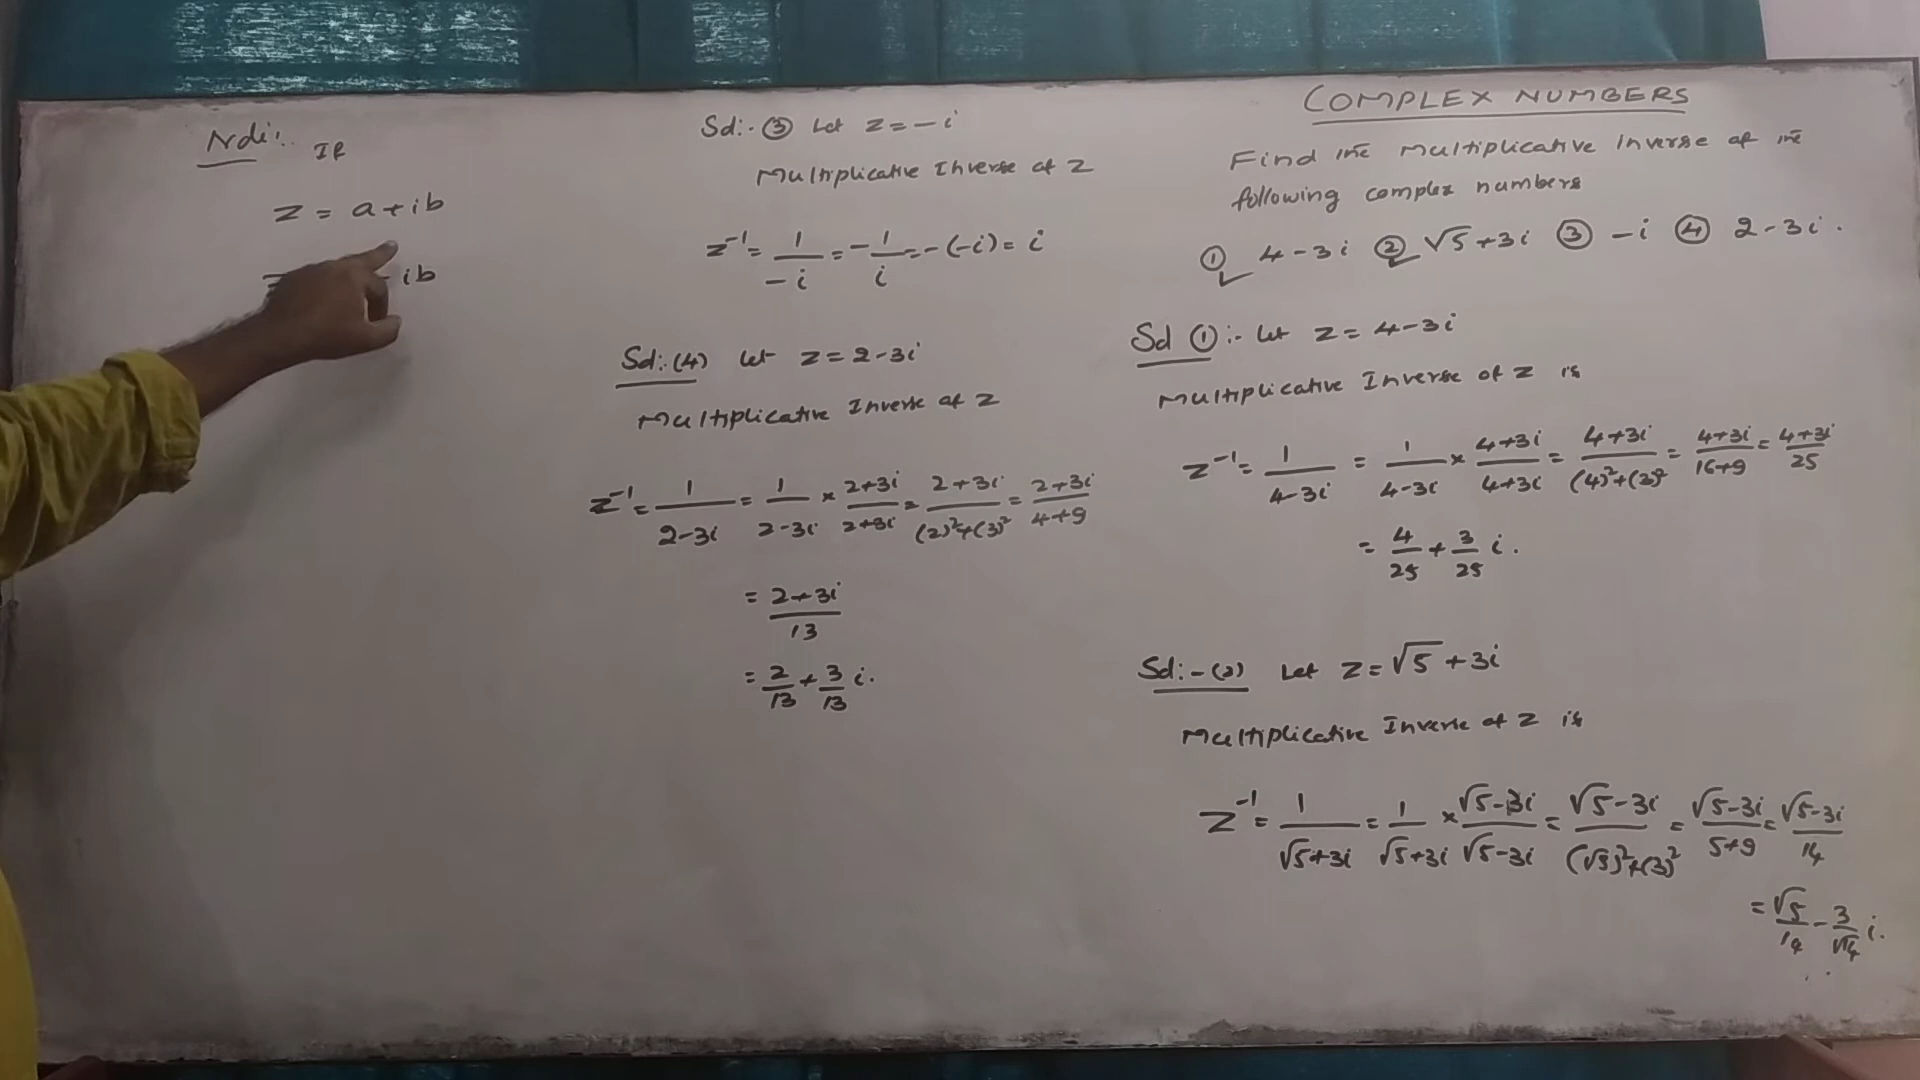 COMPLEX NUMBERS
Find the multiplicative inverse of the
following complex numbers
① 4-3i ② √5+3i ③ -i ④ 2-3i.
Sol ①:- Let z = 4-3i
Multiplicative Inverse of z is
z⁻¹ = 1/(4-3i) = 1/(4-3i) × (4+3i)/(4+3i) = (4+3i)/((4)²+(3)²) = (4+3i)/(16+9) = (4+3i)/25
= 4/25 + 3/25 i.
Sol:-(2) Let z = √5+3i
Multiplicative Inverse of z is
z⁻¹ = 1/(√5+3i) = 1/(√5+3i) × (√5-3i)/(√5-3i) = (√5-3i)/((√5)²+(3)²) = (√5-3i)/(5+9) = (√5-3i)/14
= √5/14 - 3/14 i.
Sol:-③ Let z = -i
Multiplicative Inverse of z
z⁻¹ = 1/-i = -1/i = -(-i) = i
Sol:(4) Let z = 2-3i
Multiplicative Inverse of z
z⁻¹ = 1/(2-3i) = 1/(2-3i) × (2+3i)/(2+3i) = (2+3i)/((2)²+(3)²) = (2+3i)/(4+9)
= (2+3i)/13
= 2/13 + 3/13 i.
Note:- If
z = a+ib
- ib